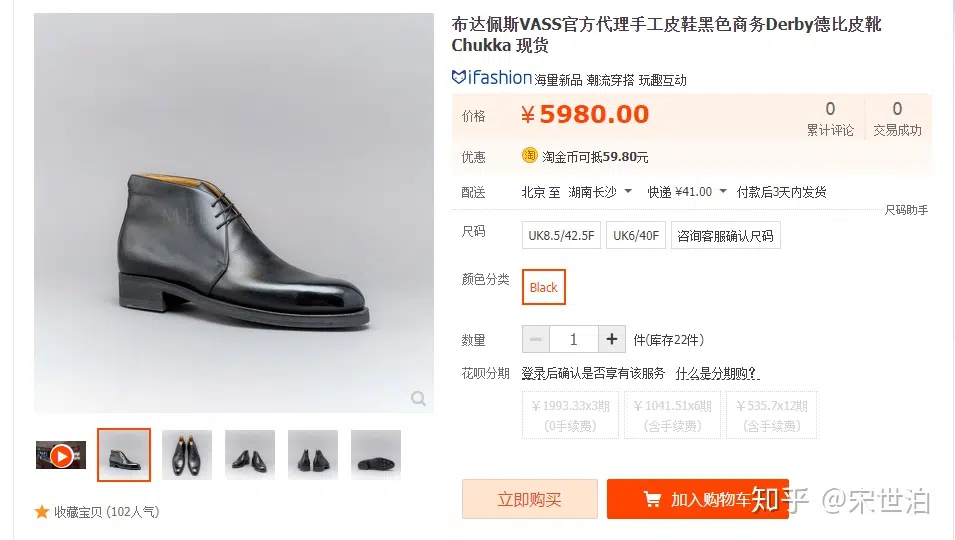 布达佩斯VASS官方代理手工皮鞋黑色商务Derby德比皮靴
Chukka 现货
ifashion 海量新品 潮流穿搭 玩趣互动
价格 ￥5980.00
0 累计评论
0 交易成功
优惠 淘 淘金币可抵59.80元
配送 北京 至 湖南长沙 快递 ¥41.00 付款后3天内发货
尺码助手
尺码 UK8.5/42.5F UK6/40F 咨询客服确认尺码
颜色分类 Black
数量 − 1 + 件(库存22件)
花呗分期 登录后确认是否享有该服务 什么是分期购？
￥1993.33x3期 ￥1041.51x6期 ￥535.7x12期
(0手续费) (含手续费) (含手续费)
收藏宝贝 (102人气)
立即购买 加入购物车
知乎 @宋世泊